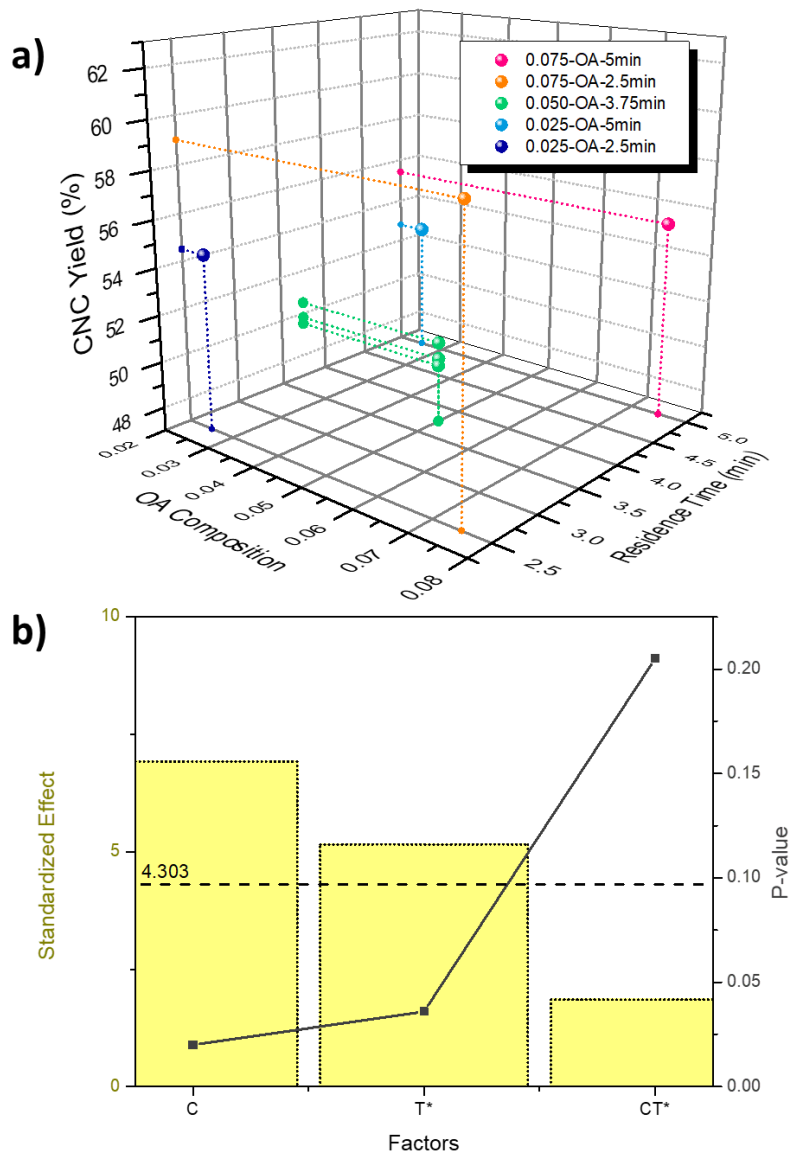 a)
0.075-OA-5min
0.075-OA-2.5min
0.050-OA-3.75min
0.025-OA-5min
0.025-OA-2.5min
CNC Yield (%)
62
60
58
56
54
52
50
48
0.02
0.03
0.04
0.05
0.06
0.07
0.08
OA Composition
2.5
3.0
3.5
4.0
4.5
5.0
Residence Time (min)
b)
Standardized Effect
10
5
0
4.303
P-value
0.20
0.15
0.10
0.05
0.00
C
T*
CT*
Factors